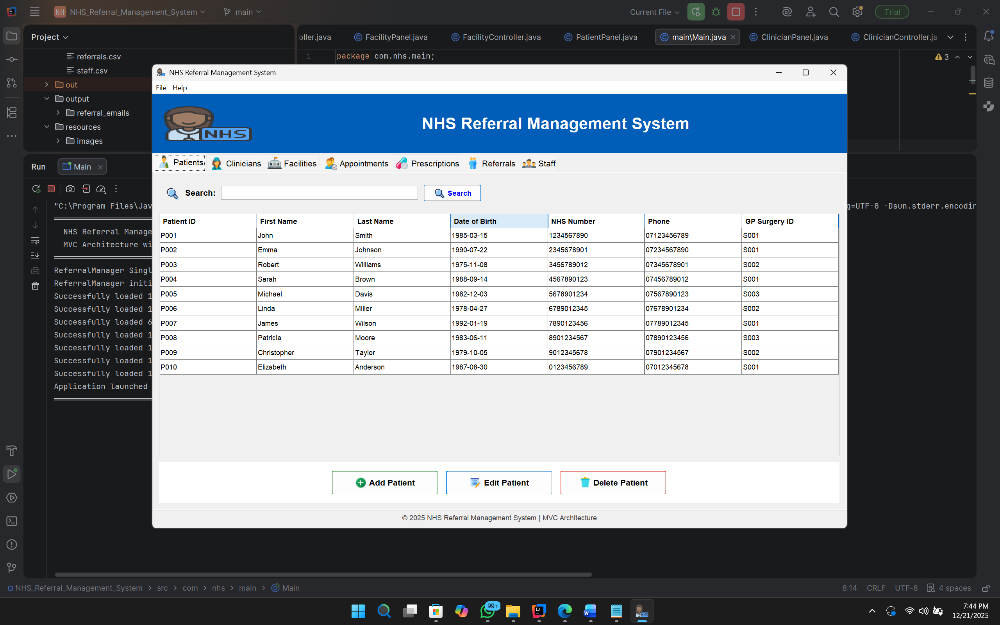 NH NHS_Referral_Management_System main Current File Trial
Project
referrals.csv
staff.csv
out
output
referral_emails
resources
images
oller.java FacilityPanel.java FacilityController.java PatientPanel.java main\Main.java ClinicianPanel.java ClinicianController.ja
1 package com.nhs.main;
3
NHS Referral Management System
File Help
NHS
NHS Referral Management System
Patients Clinicians Facilities Appointments Prescriptions Referrals Staff
Search: Search
Patient ID First Name Last Name Date of Birth NHS Number Phone GP Surgery ID
P001 John Smith 1985-03-15 1234567890 07123456789 S001
P002 Emma Johnson 1990-07-22 2345678901 07234567890 S001
P003 Robert Williams 1975-11-08 3456789012 07345678901 S002
P004 Sarah Brown 1988-09-14 4567890123 07456789012 S001
P005 Michael Davis 1982-12-03 5678901234 07567890123 S003
P006 Linda Miller 1978-04-27 6789012345 07678901234 S002
P007 James Wilson 1992-01-19 7890123456 07789012345 S001
P008 Patricia Moore 1983-06-11 8901234567 07890123456 S003
P009 Christopher Taylor 1979-10-05 9012345678 07901234567 S002
P010 Elizabeth Anderson 1987-08-30 0123456789 07012345678 S001
Add Patient Edit Patient Delete Patient
© 2025 NHS Referral Management System | MVC Architecture
Run Main
"C:\Program Files\Jav g=UTF-8 -Dsun.stderr.encodin
NHS Referral Manage
MVC Architecture wi
ReferralManager Singl
ReferralManager initi
Successfully loaded 1
Successfully loaded 1
Successfully loaded 6
Successfully loaded 1
Successfully loaded 1
Successfully loaded 1
Successfully loaded 1
Application launched
NHS_Referral_Management_System > src > com > nhs > main > Main
8:14 CRLF UTF-8 4 spaces
99+
7:44 PM
12/21/2025